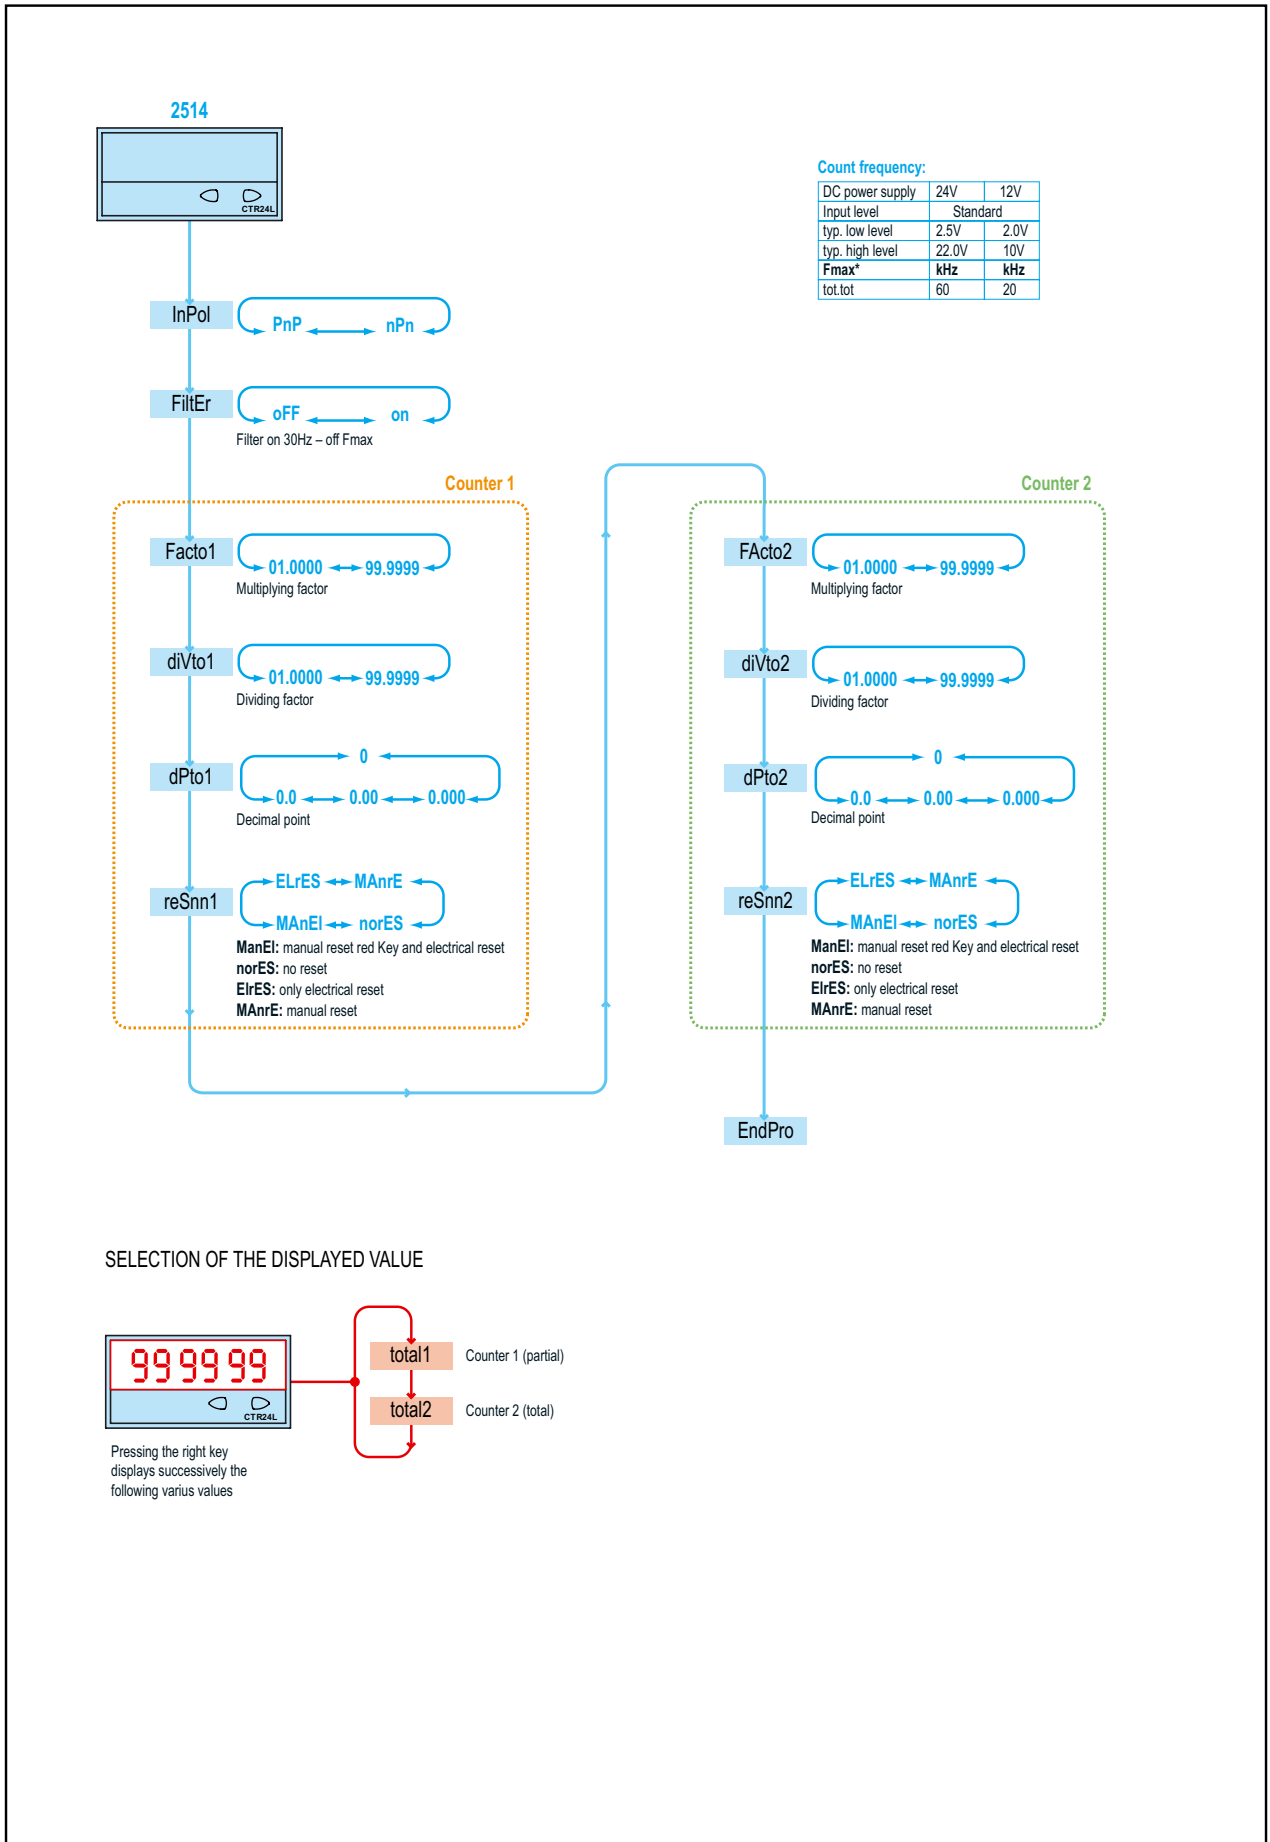 2514
CTR24L
Count frequency:
DC power supply 24V 12V
Input level Standard
typ. low level 2.5V 2.0V
typ. high level 22.0V 10V
Fmax* kHz kHz
tot.tot 60 20
InPol
PnP nPn
FiltEr
oFF on
Filter on 30Hz – off Fmax
Counter 1
Facto1
01.0000 99.9999
Multiplying factor
diVto1
01.0000 99.9999
Dividing factor
dPto1
0
0.0 0.00 0.000
Decimal point
reSnn1
ELrES MAnrE
MAnEl norES
ManEl: manual reset red Key and electrical reset
norES: no reset
ElrES: only electrical reset
MAnrE: manual reset
Counter 2
FActo2
01.0000 99.9999
Multiplying factor
diVto2
01.0000 99.9999
Dividing factor
dPto2
0
0.0 0.00 0.000
Decimal point
reSnn2
ELrES MAnrE
MAnEl norES
ManEl: manual reset red Key and electrical reset
norES: no reset
ElrES: only electrical reset
MAnrE: manual reset
EndPro
SELECTION OF THE DISPLAYED VALUE
999999
CTR24L
total1 Counter 1 (partial)
total2 Counter 2 (total)
Pressing the right key
displays successively the
following varius values